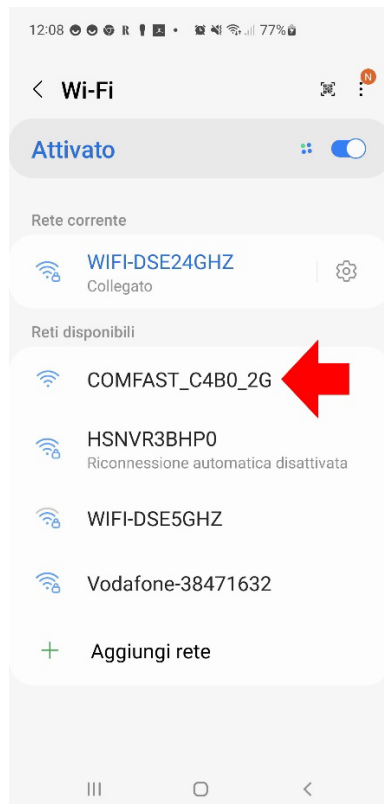 12:08 R 77%
Wi-Fi
N
Attivato
Rete corrente
WIFI-DSE24GHZ
Collegato
Reti disponibili
COMFAST_C4B0_2G
HSNVR3BHP0
Riconnessione automatica disattivata
WIFI-DSE5GHZ
Vodafone-38471632
+ Aggiungi rete